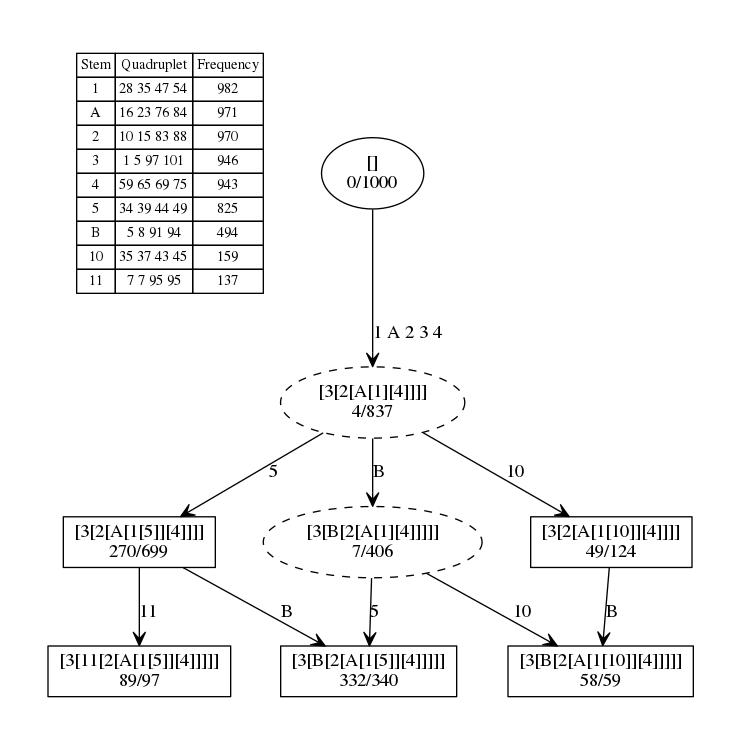 Stem Quadruplet Frequency
1 28 35 47 54 982
A 16 23 76 84 971
2 10 15 83 88 970
3 1 5 97 101 946
4 59 65 69 75 943
5 34 39 44 49 825
B 5 8 91 94 494
10 35 37 43 45 159
11 7 7 95 95 137
[]
0/1000
1 A 2 3 4
[3[2[A[1][4]]]]
4/837
5
B
10
[3[2[A[1[5]][4]]]]
270/699
[3[B[2[A[1][4]]]]]
7/406
[3[2[A[1[10]][4]]]]
49/124
11
B
5
10
B
[3[11[2[A[1[5]][4]]]]]
89/97
[3[B[2[A[1[5]][4]]]]]
332/340
[3[B[2[A[1[10]][4]]]]]
58/59